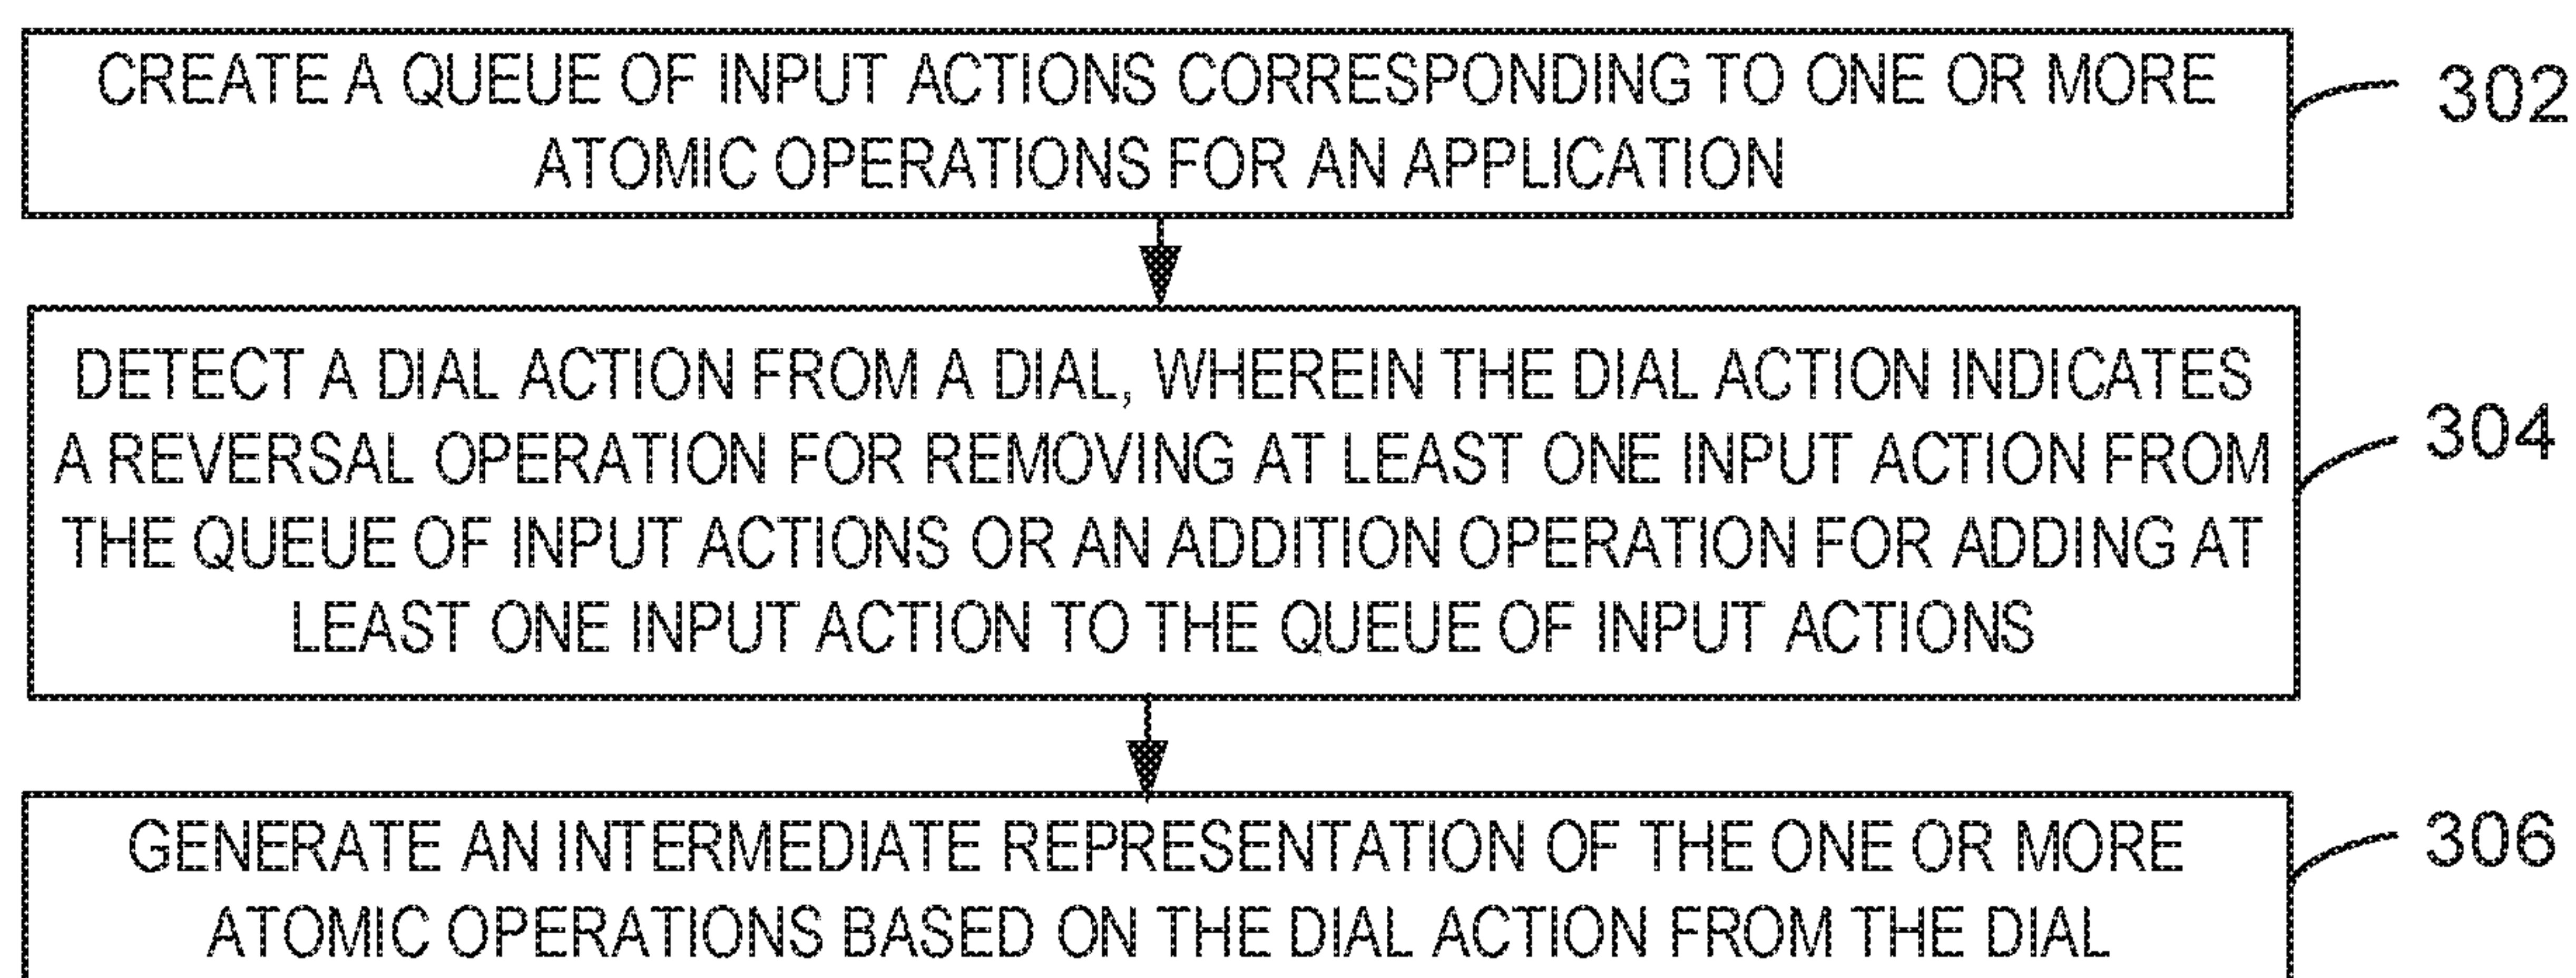 CREATE A QUEUE OF INPUT ACTIONS CORRESPONDING TO ONE OR MORE
ATOMIC OPERATIONS FOR AN APPLICATION
302
DETECT A DIAL ACTION FROM A DIAL, WHEREIN THE DIAL ACTION INDICATES
A REVERSAL OPERATION FOR REMOVING AT LEAST ONE INPUT ACTION FROM
THE QUEUE OF INPUT ACTIONS OR AN ADDITION OPERATION FOR ADDING AT
LEAST ONE INPUT ACTION TO THE QUEUE OF INPUT ACTIONS
304
GENERATE AN INTERMEDIATE REPRESENTATION OF THE ONE OR MORE
ATOMIC OPERATIONS BASED ON THE DIAL ACTION FROM THE DIAL
306